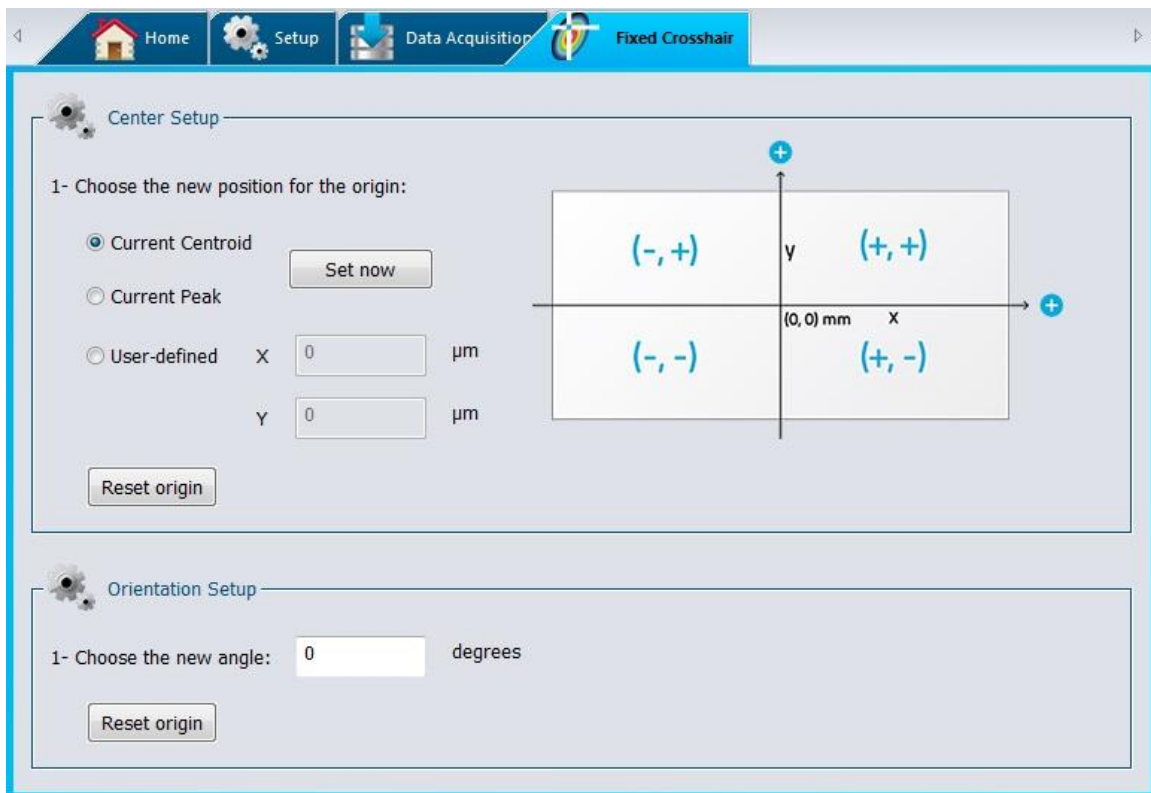 Home Setup Data Acquisition Fixed Crosshair
Center Setup
1- Choose the new position for the origin:
Current Centroid
Set now
Current Peak
User-defined X 0 µm
Y 0 µm
Reset origin
+
(-, +) y (+, +)
+
(0, 0) mm x
(-, -) (+, -)
Orientation Setup
1- Choose the new angle: 0 degrees
Reset origin